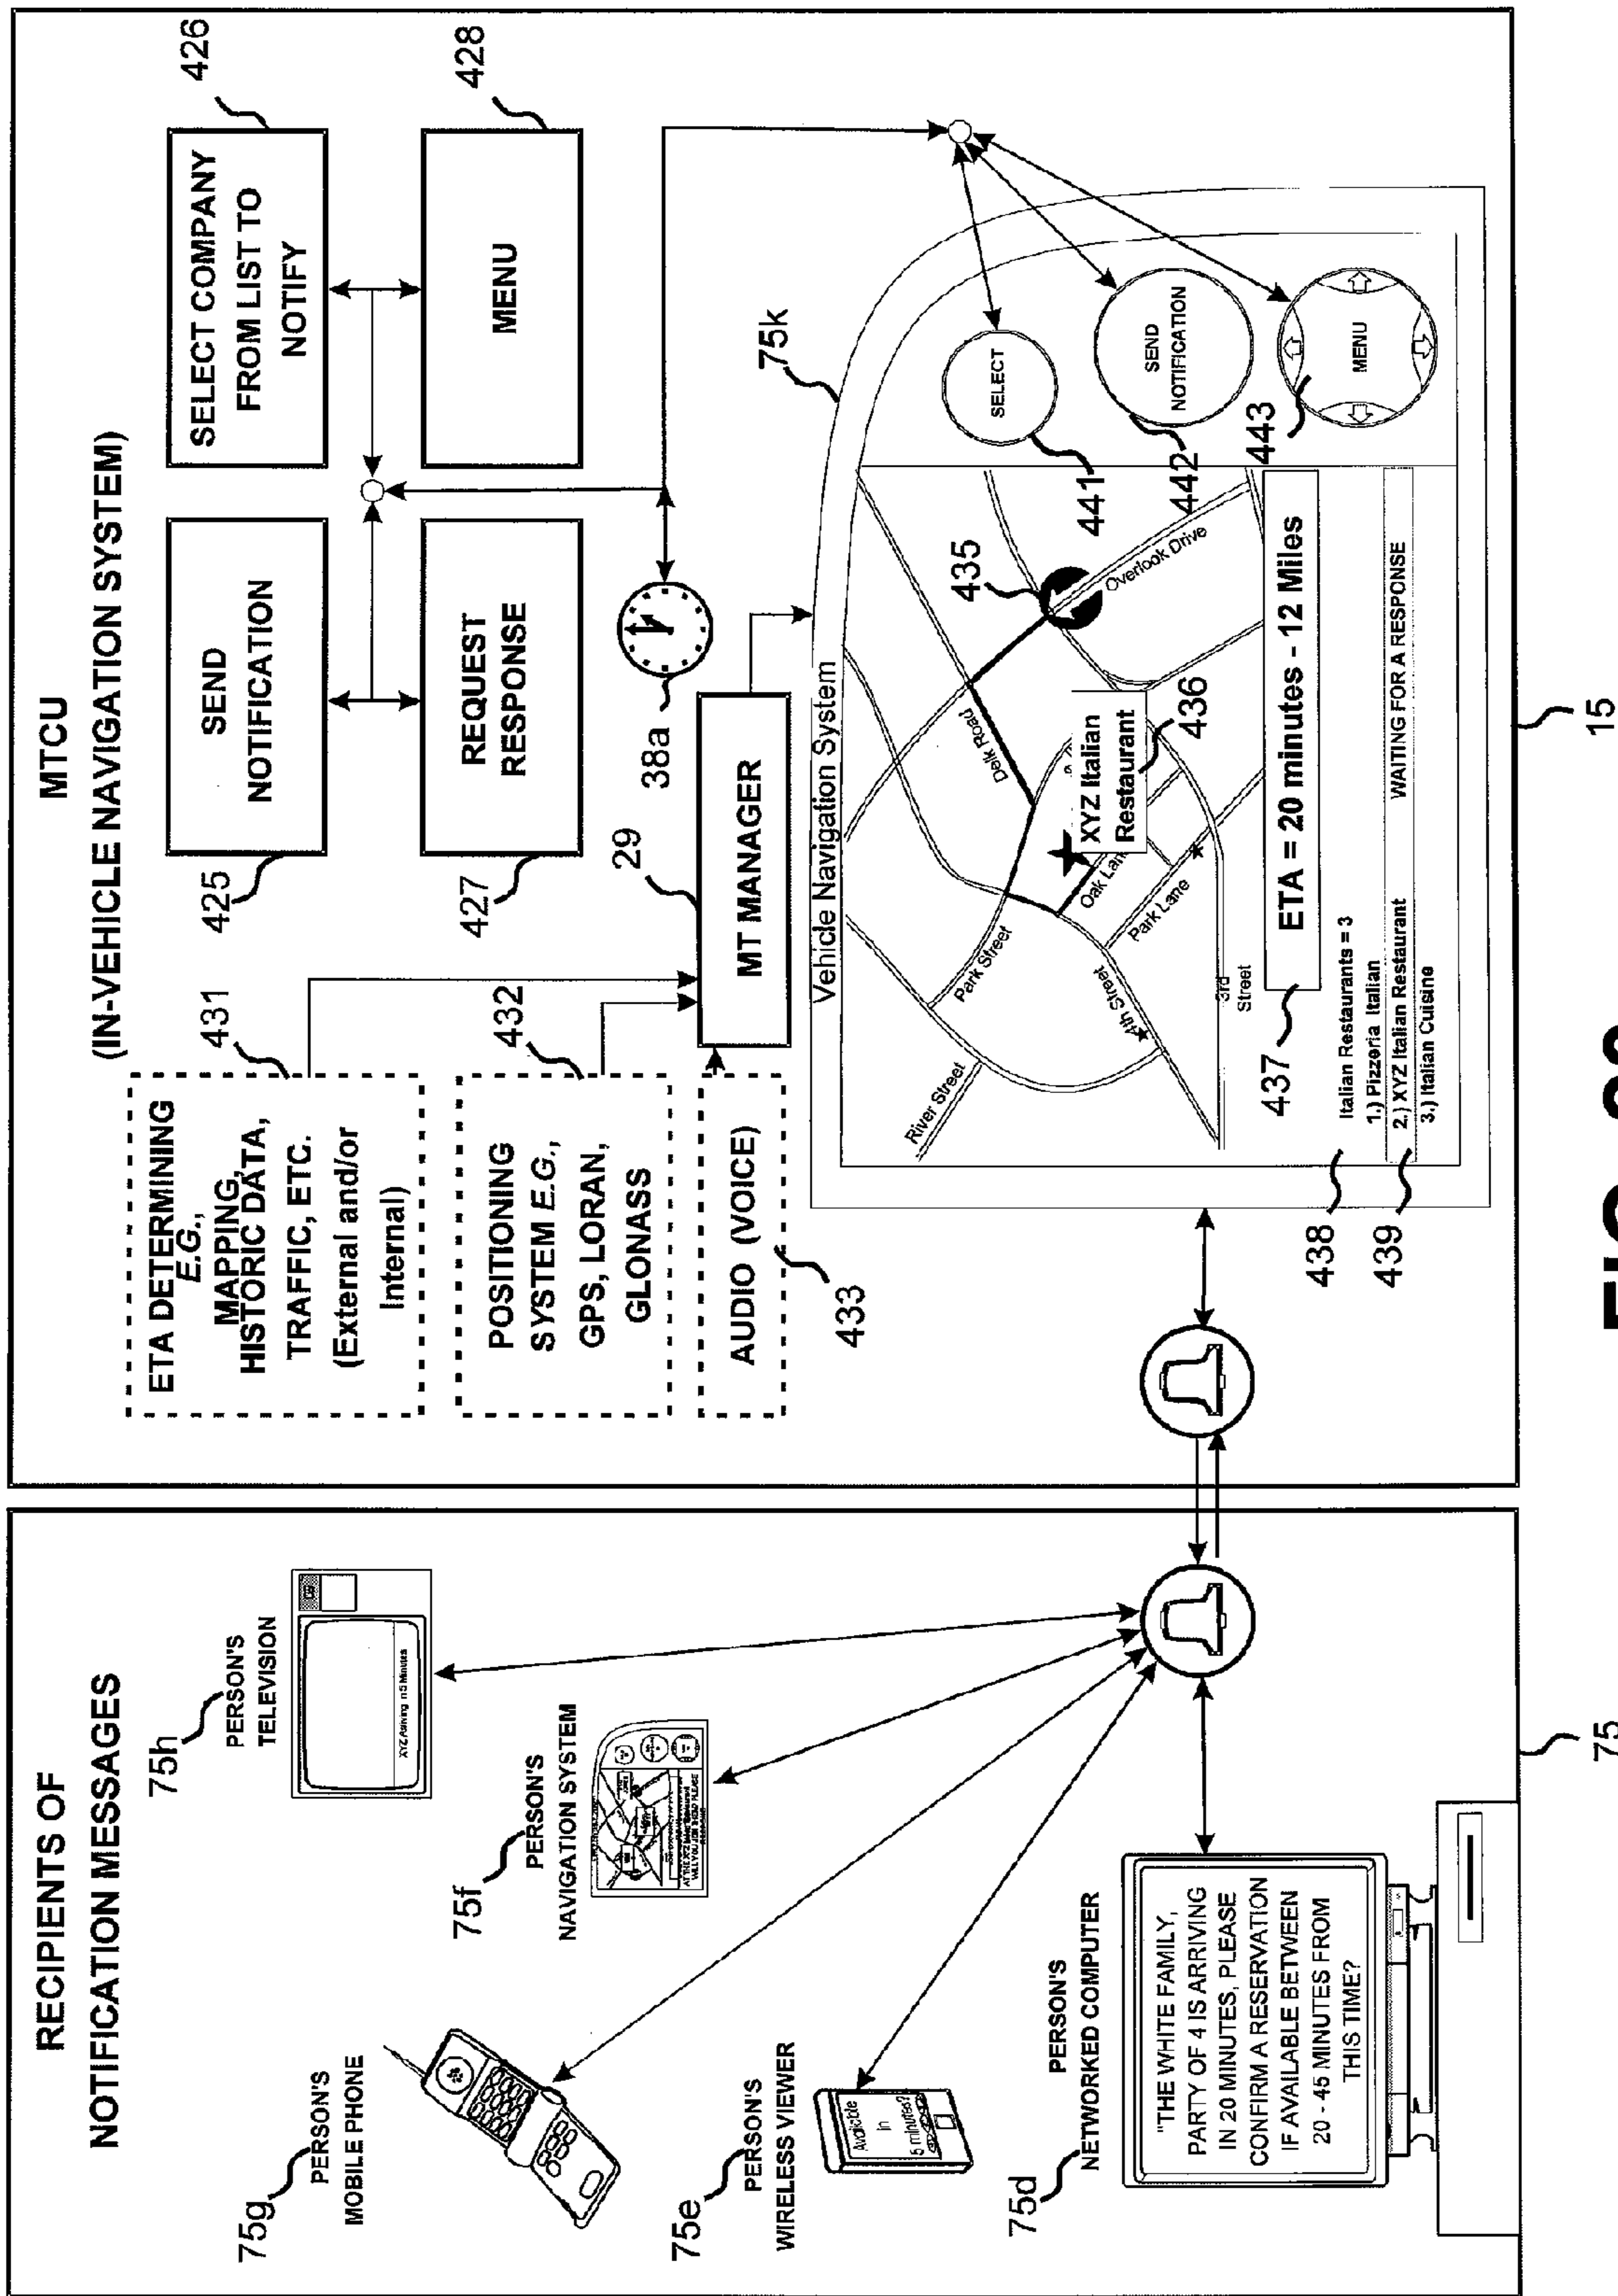 RECIPIENTS OF
NOTIFICATION MESSAGES
75g
PERSON'S
MOBILE PHONE
75h
PERSON'S
TELEVISION
XYZ Arriving in 5 Minutes
75f
PERSON'S
NAVIGATION SYSTEM
75e
PERSON'S
WIRELESS VIEWER
Available
in
5 minutes?
75d
PERSON'S
NETWORKED COMPUTER
"THE WHITE FAMILY,
PARTY OF 4 IS ARRIVING
IN 20 MINUTES, PLEASE
CONFIRM A RESERVATION
IF AVAILABLE BETWEEN
20 - 45 MINUTES FROM
THIS TIME?
75
MTCU
(IN-VEHICLE NAVIGATION SYSTEM)
ETA DETERMINING
E.G.,
MAPPING,
HISTORIC DATA,
TRAFFIC, ETC.
(External and/or
Internal)
431
POSITIONING
SYSTEM E.G.,
GPS, LORAN,
GLONASS
432
AUDIO (VOICE)
433
SEND
NOTIFICATION
425
SELECT COMPANY
FROM LIST TO
NOTIFY
426
REQUEST
RESPONSE
427
MENU
428
29
MT MANAGER
38a
Vehicle Navigation System
75k
River Street
Park Street
Delk Road
435
Overlook Drive
XYZ Italian
Restaurant
436
Oak Lan
Park Lane
4th Street
3rd
Street
437
ETA = 20 minutes - 12 Miles
438
Italian Restaurants = 3
1.) Pizzeria Italian
439
2.) XYZ Italian Restaurant WAITING FOR A RESPONSE
3.) Italian Cuisine
SELECT
441
SEND
NOTIFICATION
442
MENU
443
15